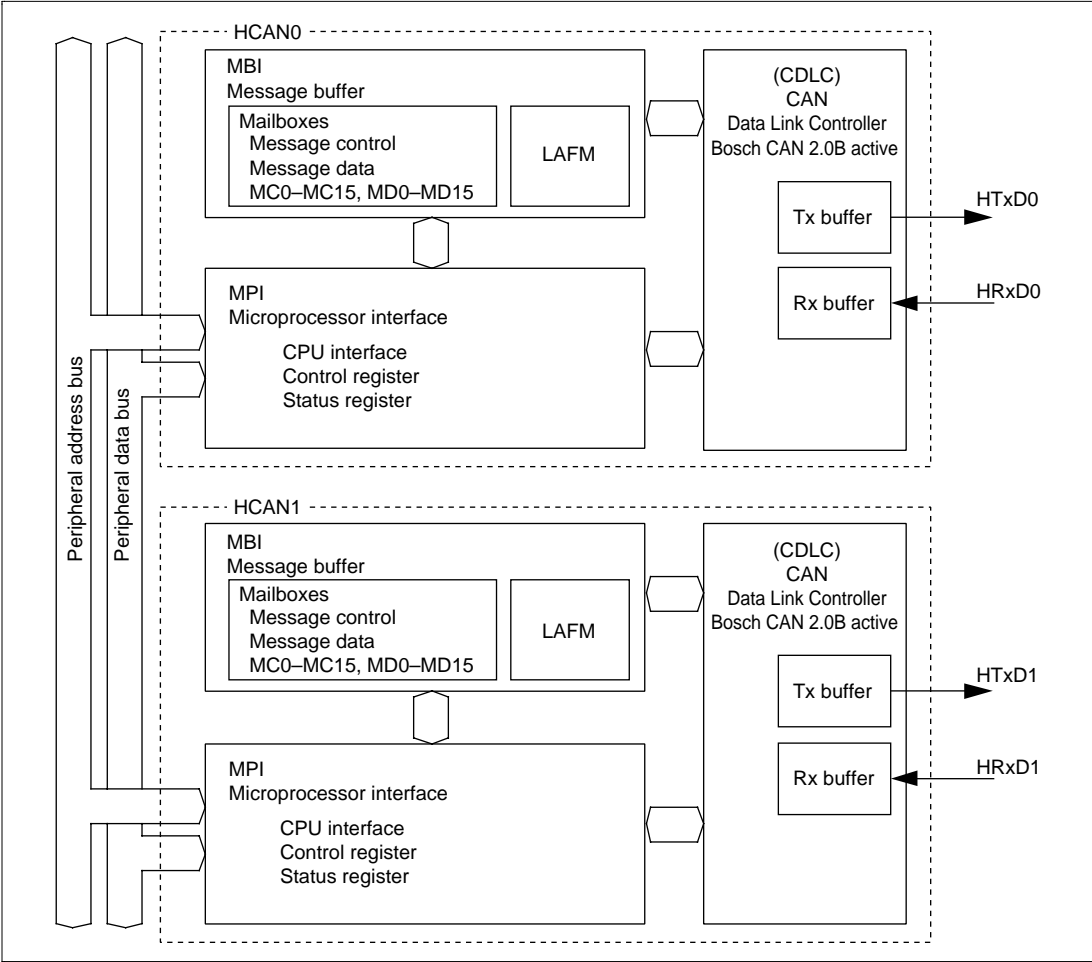 Peripheral address bus
Peripheral data bus
HCAN0
MBI
Message buffer
Mailboxes
Message control
Message data
MC0–MC15, MD0–MD15
LAFM
MPI
Microprocessor interface
CPU interface
Control register
Status register
(CDLC)
CAN
Data Link Controller
Bosch CAN 2.0B active
Tx buffer
Rx buffer
HTxD0
HRxD0
HCAN1
MBI
Message buffer
Mailboxes
Message control
Message data
MC0–MC15, MD0–MD15
LAFM
MPI
Microprocessor interface
CPU interface
Control register
Status register
(CDLC)
CAN
Data Link Controller
Bosch CAN 2.0B active
Tx buffer
Rx buffer
HTxD1
HRxD1